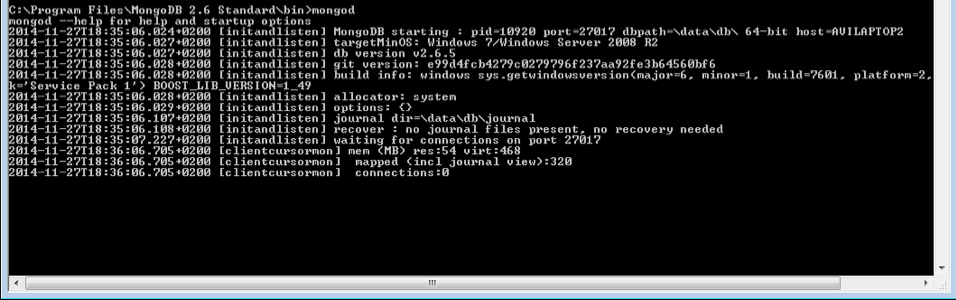 C:\Program Files\MongoDB 2.6 Standard\bin>mongod
mongod --help for help and startup options
2014-11-27T18:35:06.024+0200 [initandlisten] MongoDB starting : pid=10920 port=27017 dbpath=\data\db\ 64-bit host=AVILAPTOP2
2014-11-27T18:35:06.027+0200 [initandlisten] targetMinOS: Windows 7/Windows Server 2008 R2
2014-11-27T18:35:06.028+0200 [initandlisten] db version v2.6.5
2014-11-27T18:35:06.028+0200 [initandlisten] git version: e99d4fcb4279c0279796f237aa92fe3b64560bf6
2014-11-27T18:35:06.028+0200 [initandlisten] build info: windows sys.getwindowsversion(major=6, minor=1, build=7601, platform=2,
k='Service Pack 1') BOOST_LIB_VERSION=1_49
2014-11-27T18:35:06.028+0200 [initandlisten] allocator: system
2014-11-27T18:35:06.029+0200 [initandlisten] options: {}
2014-11-27T18:35:06.107+0200 [initandlisten] journal dir=\data\db\journal
2014-11-27T18:35:06.108+0200 [initandlisten] recover : no journal files present, no recovery needed
2014-11-27T18:35:07.227+0200 [initandlisten] waiting for connections on port 27017
2014-11-27T18:36:06.705+0200 [clientcursormon] mem (MB) res:54 virt:468
2014-11-27T18:36:06.705+0200 [clientcursormon]  mapped (incl journal view):320
2014-11-27T18:36:06.705+0200 [clientcursormon]  connections:0